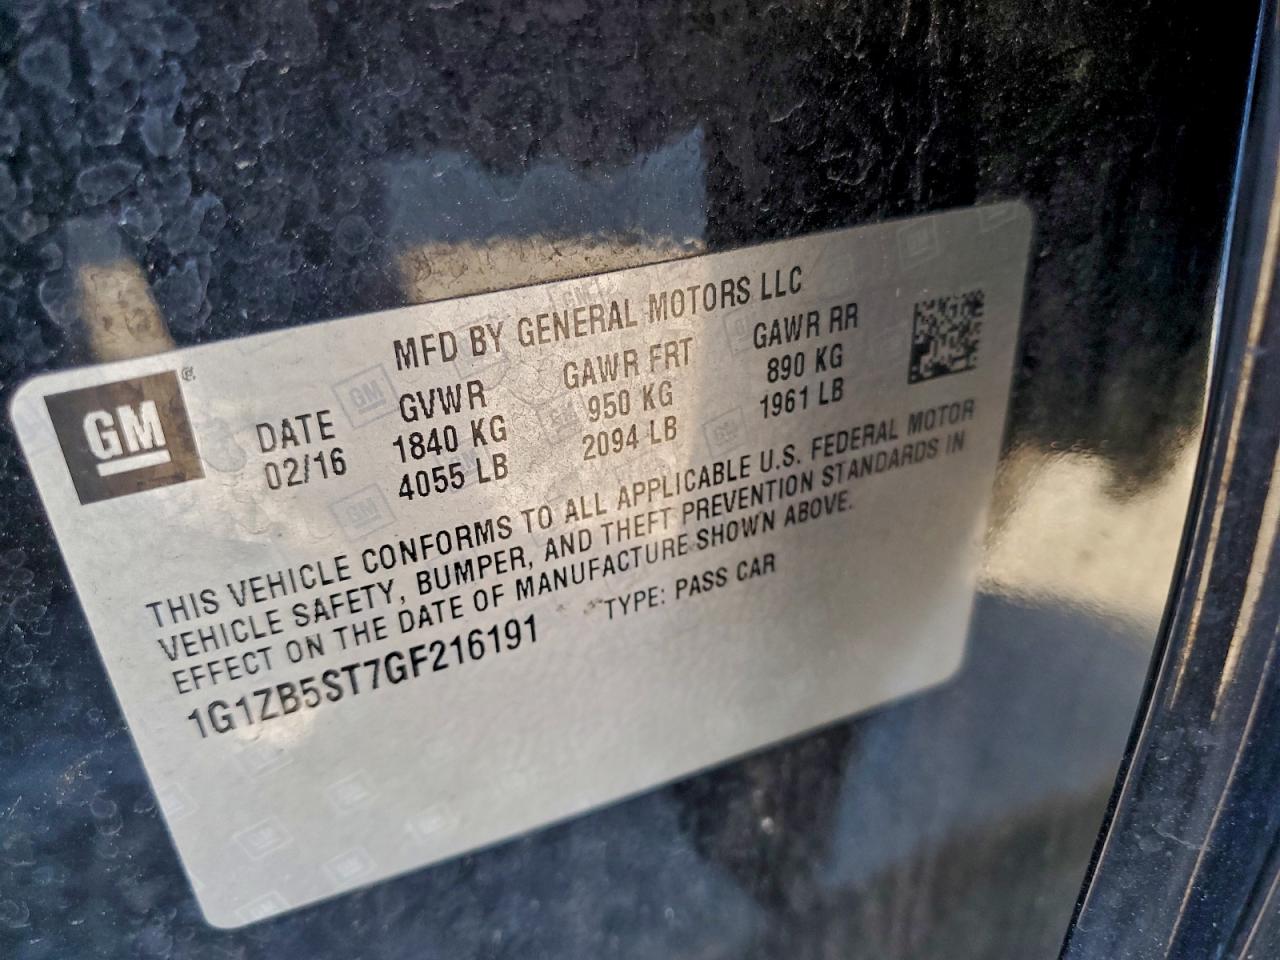 GM
MFD BY GENERAL MOTORS LLC
DATE GVWR GAWR FRT GAWR RR
02/16 1840 KG 950 KG 890 KG
4055 LB 2094 LB 1961 LB
THIS VEHICLE CONFORMS TO ALL APPLICABLE U.S. FEDERAL MOTOR
VEHICLE SAFETY, BUMPER, AND THEFT PREVENTION STANDARDS IN
EFFECT ON THE DATE OF MANUFACTURE SHOWN ABOVE.
1G1ZB5ST7GF216191 TYPE: PASS CAR